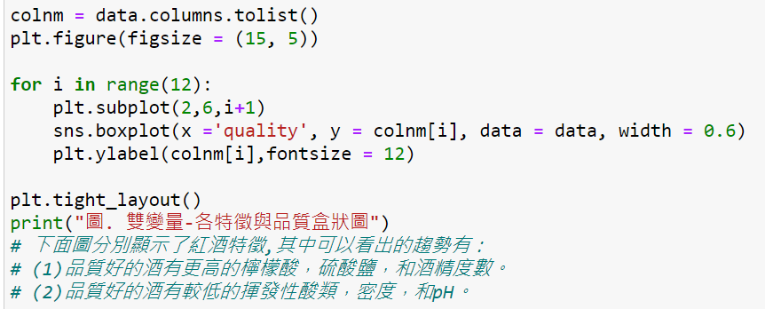 colnm = data.columns.tolist()
plt.figure(figsize = (15, 5))
for i in range(12):
plt.subplot(2,6,i+1)
sns.boxplot(x ='quality', y = colnm[i], data = data, width = 0.6)
plt.ylabel(colnm[i],fontsize = 12)
plt.tight_layout()
print("圖. 雙變量-各特徵與品質盒狀圖")
# 下面圖分別顯示了紅酒特徵,其中可以看出的趨勢有：
# (1)品質好的酒有更高的檸檬酸，硫酸鹽，和酒精度數。
# (2)品質好的酒有較低的揮發性酸類，密度，和pH。